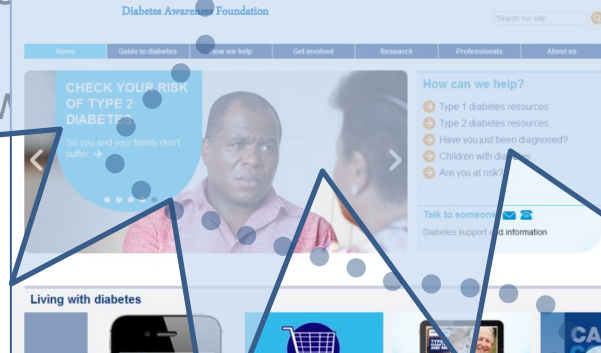 Diabetes Awareness Foundation
Search our site
Home Guide to diabetes How we help Get involved Research Professionals About us
CHECK YOUR RISK
OF TYPE 2
DIABETES
So you and your family don't
suffer.
How can we help?
Type 1 diabetes resources
Type 2 diabetes resources
Have you just been diagnosed?
Children with diabetes
Are you at risk?
Talk to someone
Diabetes support and information
Living with diabetes
TYPE